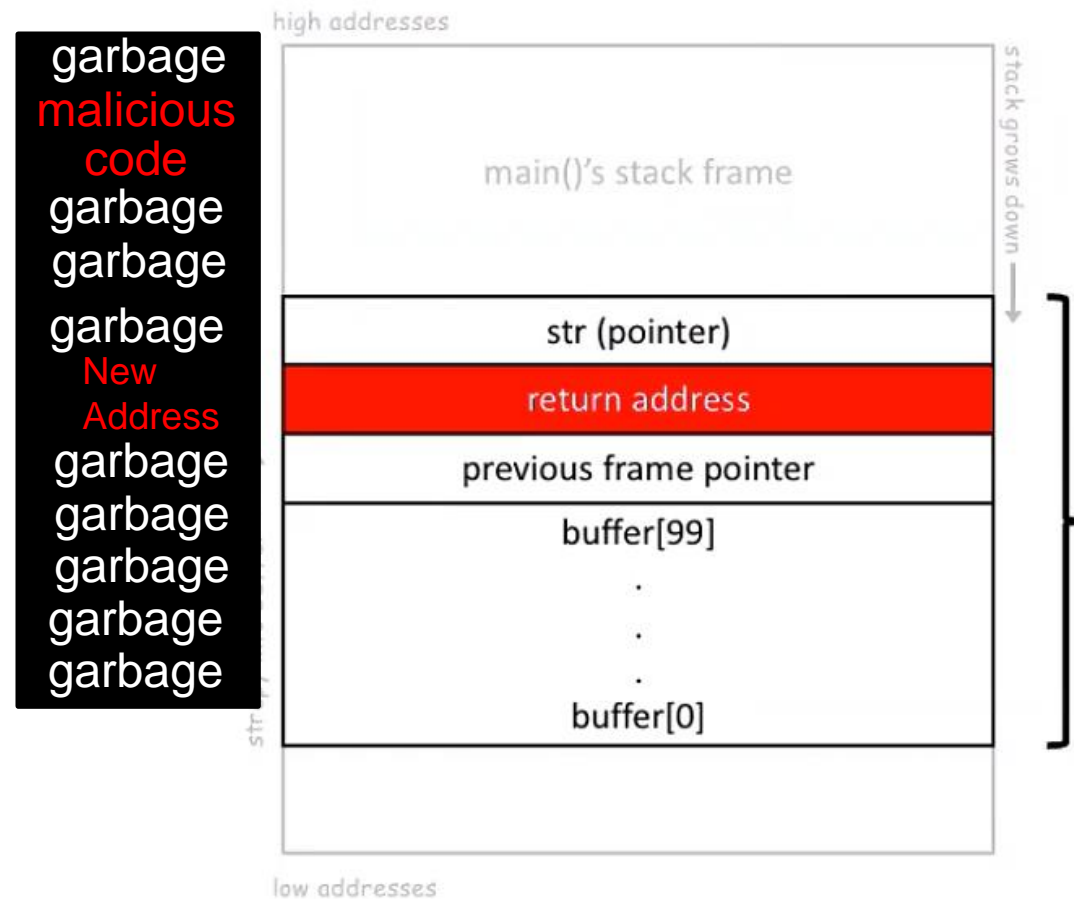 high addresses
garbage
malicious
code
garbage
garbage
garbage
New
Address
garbage
garbage
garbage
garbage
garbage
main()'s stack frame
stack grows down
str (pointer)
return address
previous frame pointer
buffer[99]
.
.
.
buffer[0]
low addresses